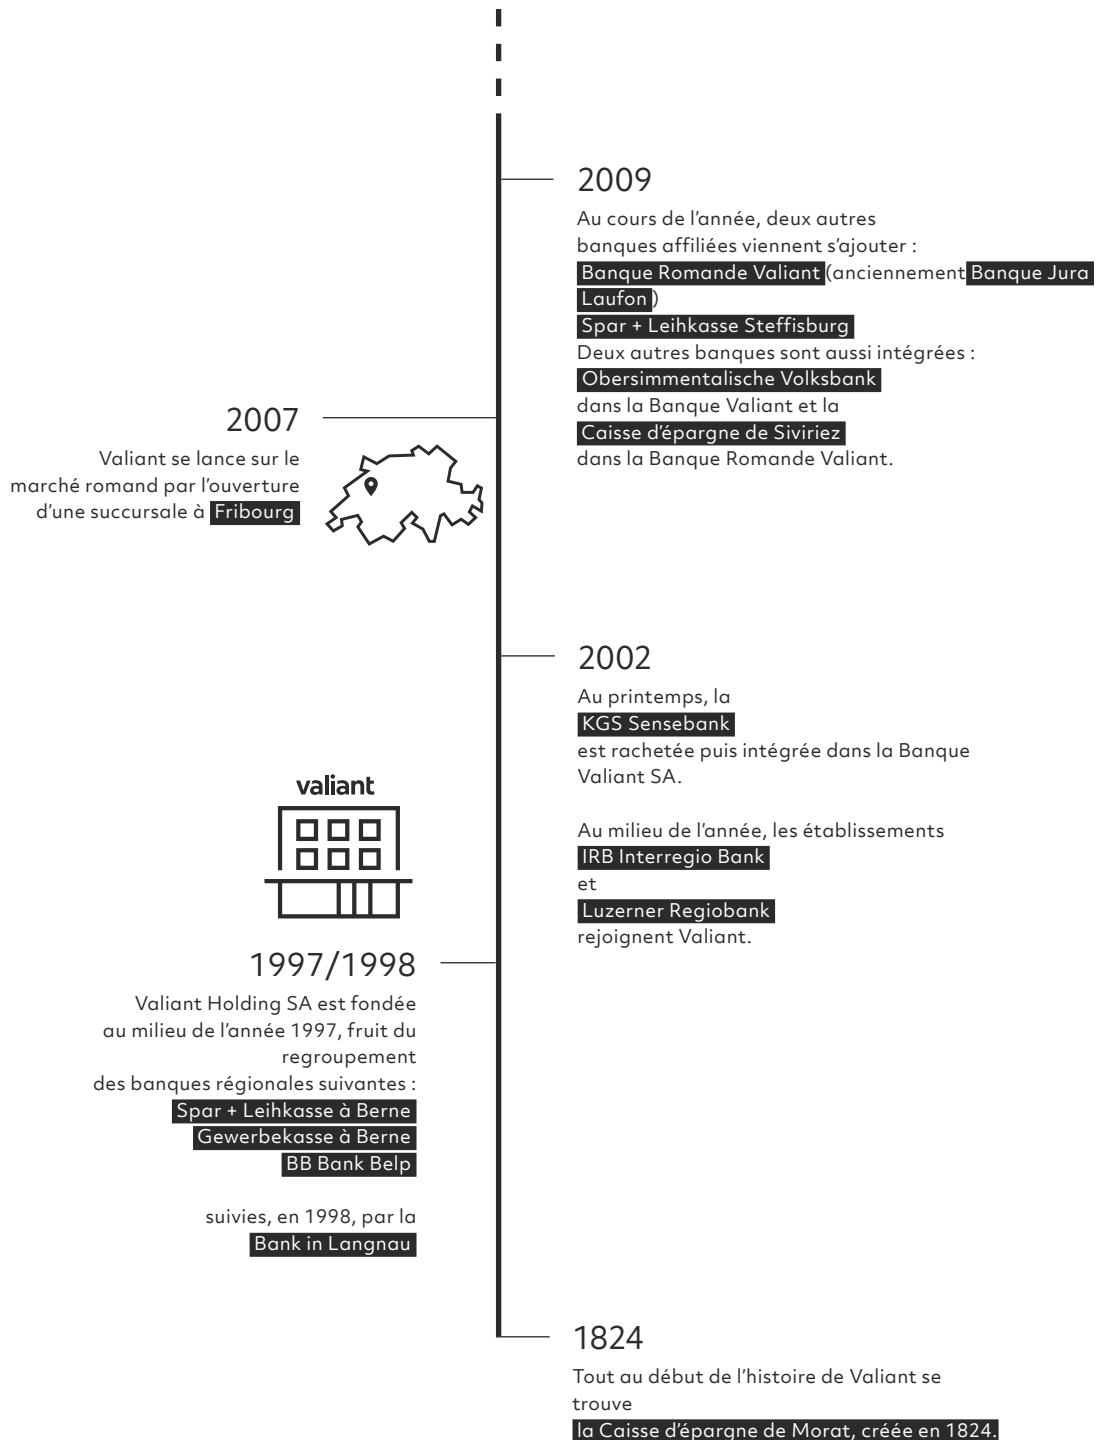 2009
Au cours de l'année, deux autres
banques affiliées viennent s'ajouter :
Banque Romande Valiant (anciennement Banque Jura
Laufon)
Spar + Leihkasse Steffisburg
Deux autres banques sont aussi intégrées :
Obersimmentalische Volksbank
dans la Banque Valiant et la
Caisse d'épargne de Siviriez
dans la Banque Romande Valiant.
2007
Valiant se lance sur le
marché romand par l'ouverture
d'une succursale à Fribourg
2002
Au printemps, la
KGS Sensebank
est rachetée puis intégrée dans la Banque
Valiant SA.
Au milieu de l'année, les établissements
IRB Interregio Bank
et
Luzerner Regiobank
rejoignent Valiant.
valiant
1997/1998
Valiant Holding SA est fondée
au milieu de l'année 1997, fruit du
regroupement
des banques régionales suivantes :
Spar + Leihkasse à Berne
Gewerbekasse à Berne
BB Bank Belp
suivies, en 1998, par la
Bank in Langnau
1824
Tout au début de l'histoire de Valiant se
trouve
la Caisse d'épargne de Morat, créée en 1824.